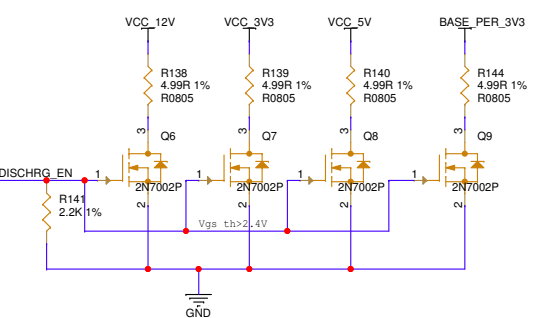 VCC_12V
VCC_3V3
VCC_5V
BASE_PER_3V3
R138
4.99R 1%
R0805
R139
4.99R 1%
R0805
R140
4.99R 1%
R0805
R144
4.99R 1%
R0805
3
Q6
3
Q7
3
Q8
3
Q9
DISCHRG_EN
1
1
1
1
2N7002P
2N7002P
2N7002P
2N7002P
R141
2.2K 1%
2
2
2
2
Vgs th>2.4V
GND